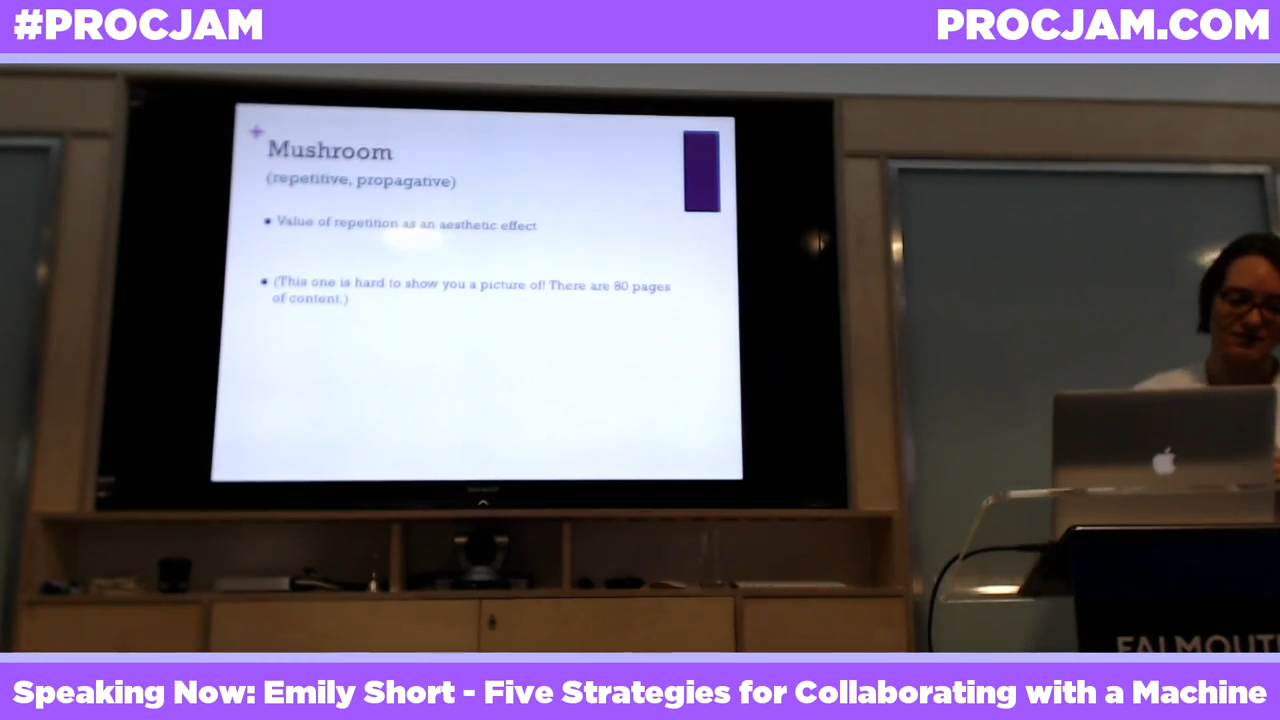 #PROCJAM
PROCJAM.COM
Mushroom
(repetitive, propagative)
Value of repetition as an aesthetic effect
(This one is hard to show you a picture of! There are 80 pages
of content.)
FALMOUT
Speaking Now: Emily Short - Five Strategies for Collaborating with a Machine